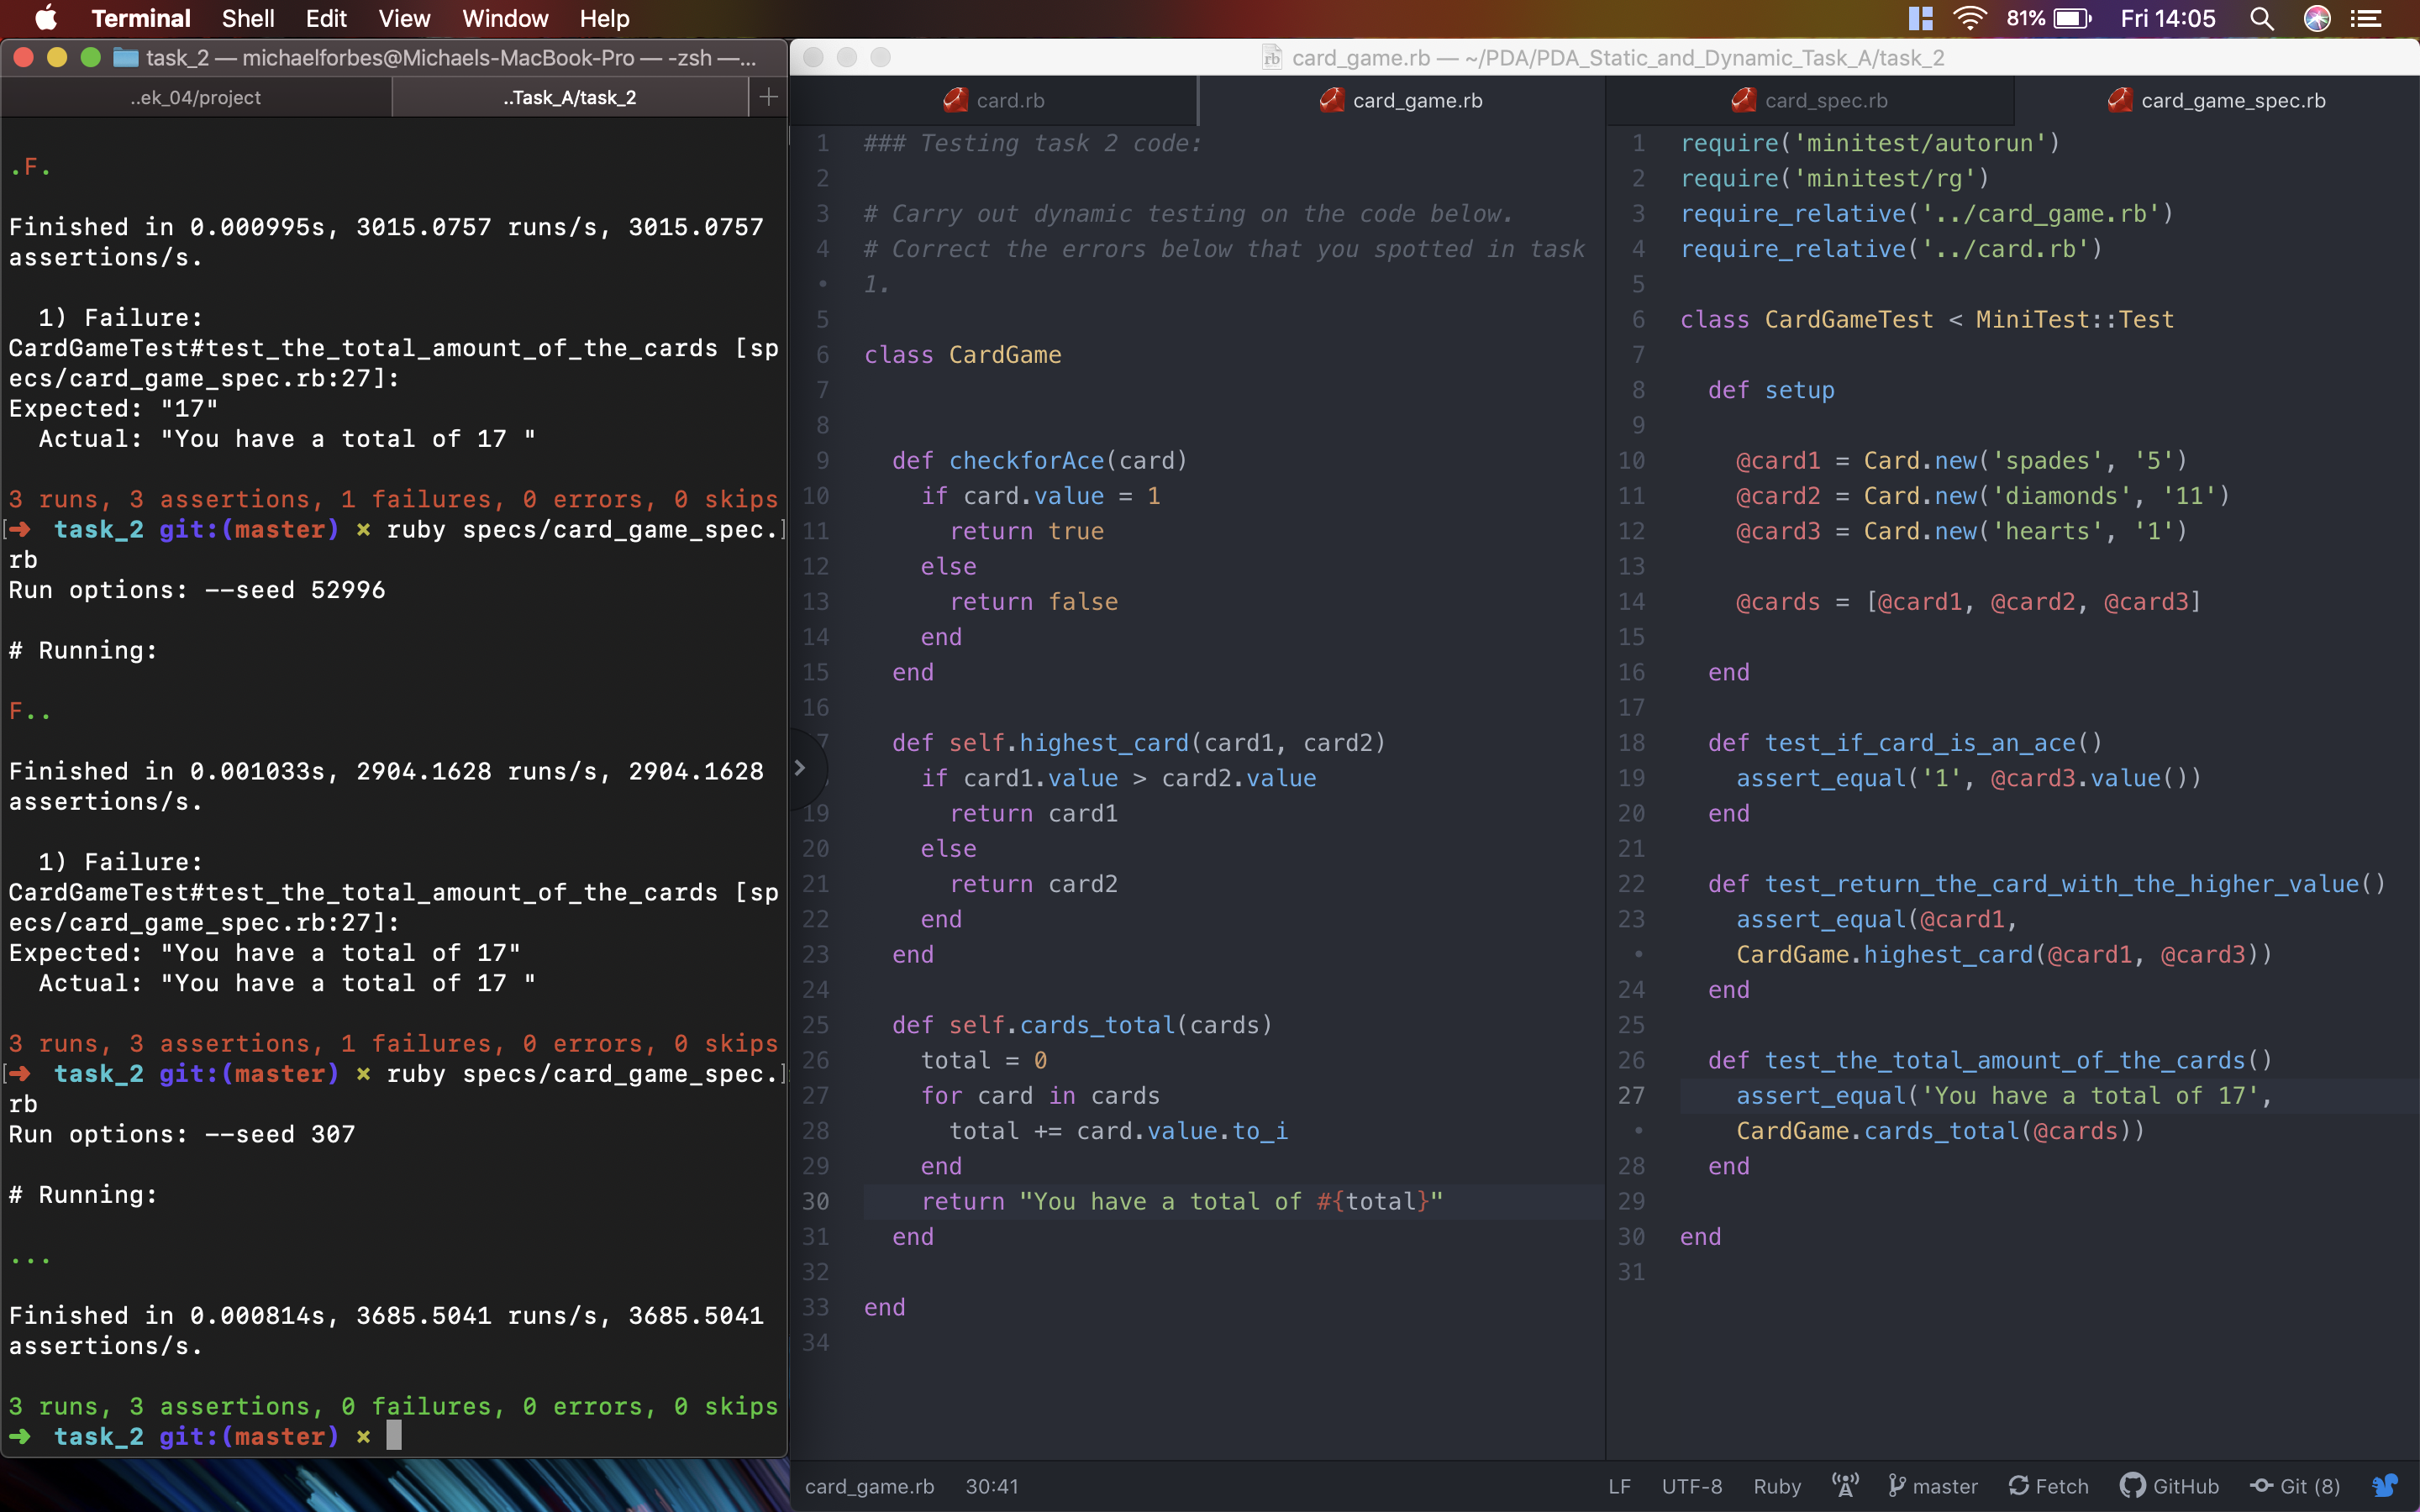 Terminal Shell Edit View Window Help 81% Fri 14:05
task_2 — michaelforbes@Michaels-MacBook-Pro — -zsh —...
..ek_04/project ..Task_A/task_2 +
.F.
Finished in 0.000995s, 3015.0757 runs/s, 3015.0757
assertions/s.
1) Failure:
CardGameTest#test_the_total_amount_of_the_cards [sp
ecs/card_game_spec.rb:27]:
Expected: "17"
Actual: "You have a total of 17 "
3 runs, 3 assertions, 1 failures, 0 errors, 0 skips
[➜ task_2 git:(master) × ruby specs/card_game_spec.]
rb
Run options: --seed 52996
# Running:
F..
Finished in 0.001033s, 2904.1628 runs/s, 2904.1628
assertions/s.
1) Failure:
CardGameTest#test_the_total_amount_of_the_cards [sp
ecs/card_game_spec.rb:27]:
Expected: "You have a total of 17"
Actual: "You have a total of 17 "
3 runs, 3 assertions, 1 failures, 0 errors, 0 skips
[➜ task_2 git:(master) × ruby specs/card_game_spec.]
rb
Run options: --seed 307
# Running:
...
Finished in 0.000814s, 3685.5041 runs/s, 3685.5041
assertions/s.
3 runs, 3 assertions, 0 failures, 0 errors, 0 skips
➜ task_2 git:(master) ×
card_game.rb — ~/PDA/PDA_Static_and_Dynamic_Task_A/task_2
card.rb card_game.rb
1 ### Testing task 2 code:
2
3 # Carry out dynamic testing on the code below.
4 # Correct the errors below that you spotted in task
• 1.
5
6 class CardGame
7
8
9 def checkforAce(card)
10 if card.value = 1
11 return true
12 else
13 return false
14 end
15 end
16
7 def self.highest_card(card1, card2)
if card1.value > card2.value
19 return card1
20 else
21 return card2
22 end
23 end
24
25 def self.cards_total(cards)
26 total = 0
27 for card in cards
28 total += card.value.to_i
29 end
30 return "You have a total of #{total}"
31 end
32
33 end
34
card_spec.rb card_game_spec.rb
1 require('minitest/autorun')
2 require('minitest/rg')
3 require_relative('../card_game.rb')
4 require_relative('../card.rb')
5
6 class CardGameTest < MiniTest::Test
7
8 def setup
9
10 @card1 = Card.new('spades', '5')
11 @card2 = Card.new('diamonds', '11')
12 @card3 = Card.new('hearts', '1')
13
14 @cards = [@card1, @card2, @card3]
15
16 end
17
18 def test_if_card_is_an_ace()
19 assert_equal('1', @card3.value())
20 end
21
22 def test_return_the_card_with_the_higher_value()
23 assert_equal(@card1,
• CardGame.highest_card(@card1, @card3))
24 end
25
26 def test_the_total_amount_of_the_cards()
27 assert_equal('You have a total of 17',
• CardGame.cards_total(@cards))
28 end
29
30 end
31
card_game.rb 30:41 LF UTF-8 Ruby master Fetch GitHub Git (8)